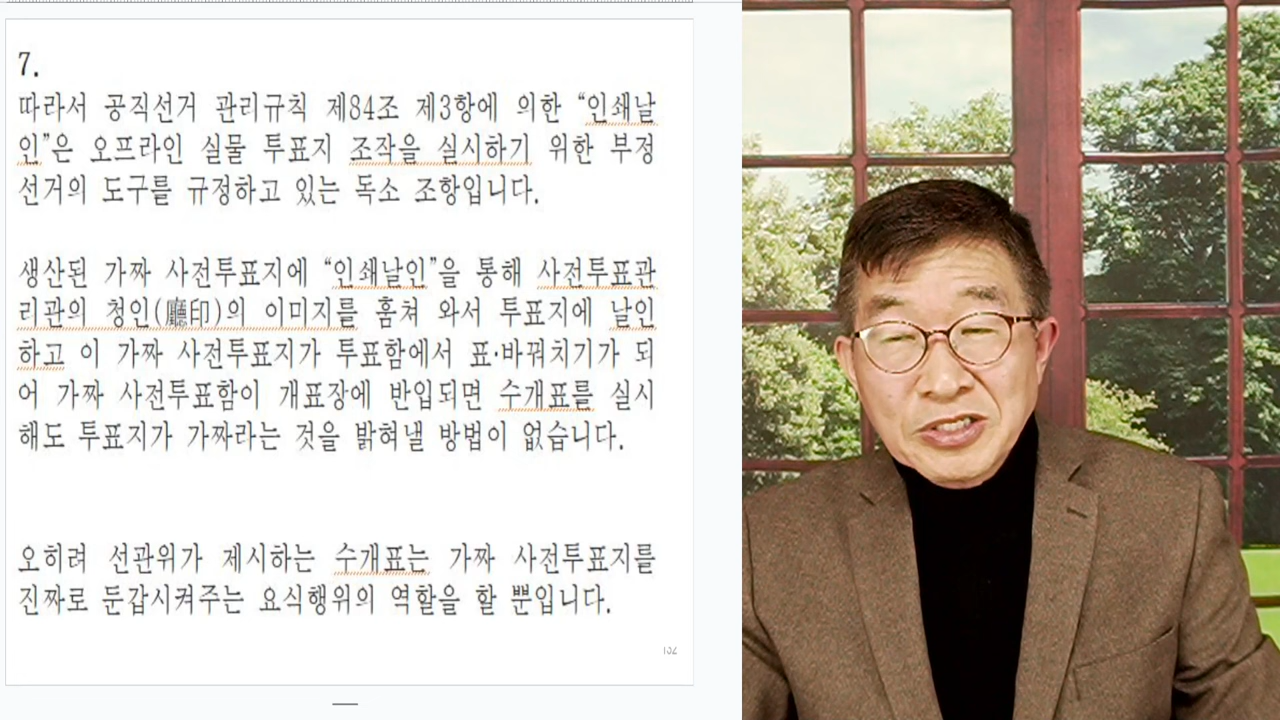 7.
따라서 공직선거 관리규칙 제84조 제3항에 의한 “인쇄날
인”은 오프라인 실물 투표지 조작을 실시하기 위한 부정
선거의 도구를 규정하고 있는 독소 조항입니다.
생산된 가짜 사전투표지에 “인쇄날인”을 통해 사전투표관
리관의 청인(廳印)의 이미지를 훔쳐 와서 투표지에 날인
하고 이 가짜 사전투표지가 투표함에서 표·바꿔치기가 되
어 가짜 사전투표함이 개표장에 반입되면 수개표를 실시
해도 투표지가 가짜라는 것을 밝혀낼 방법이 없습니다.
오히려 선관위가 제시하는 수개표는 가짜 사전투표지를
진짜로 둔갑시켜주는 요식행위의 역할을 할 뿐입니다.